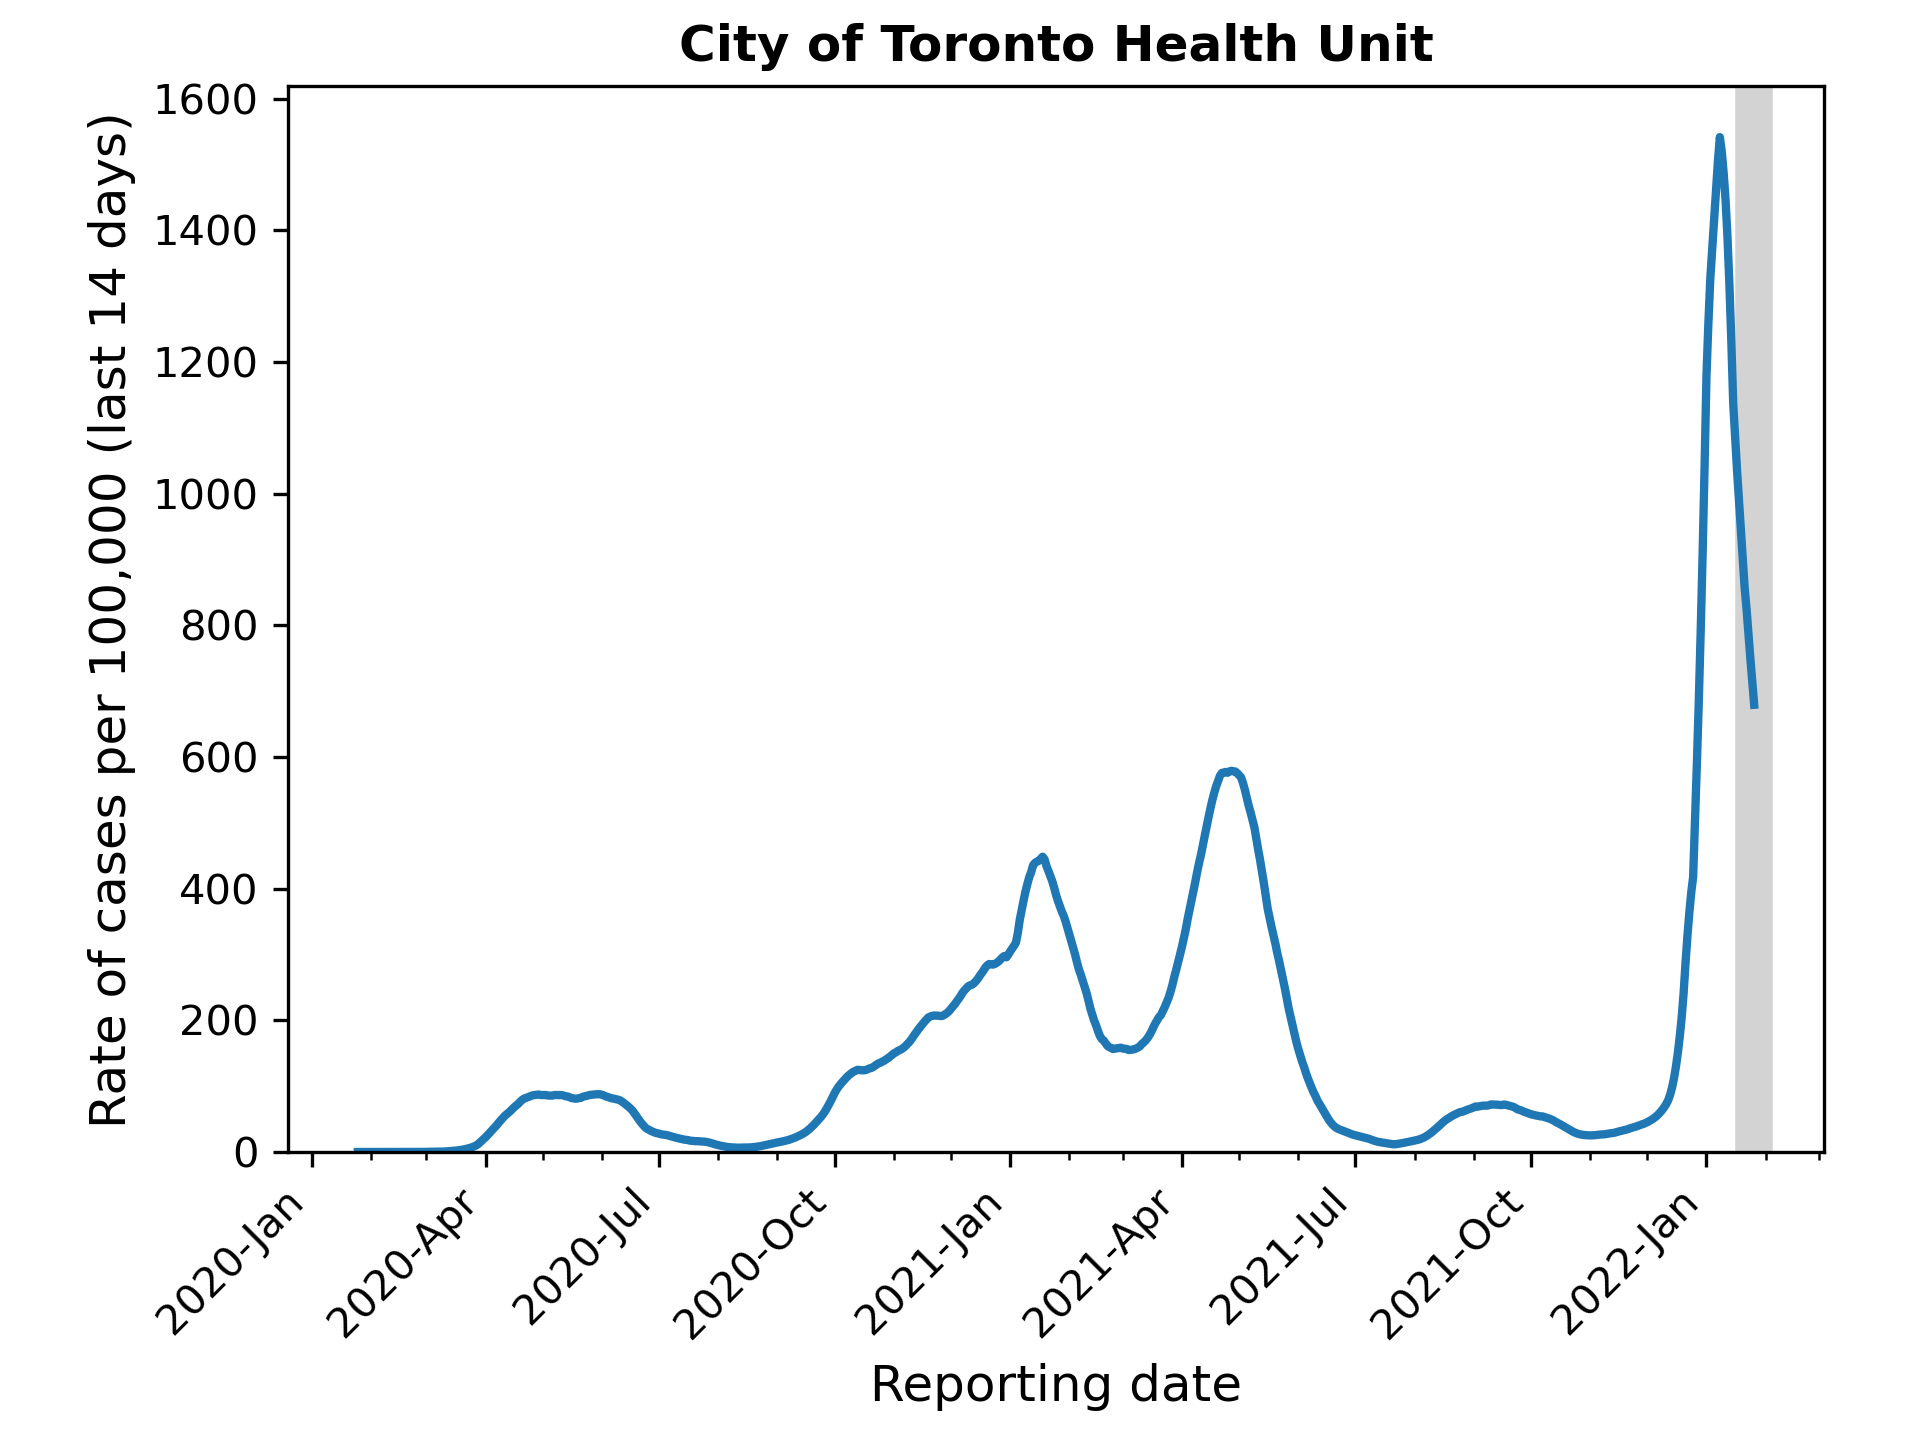 City of Toronto Health Unit
Rate of cases per 100,000 (last 14 days)
1600
1400
1200
1000
800
600
400
200
0
2020-Jan
2020-Apr
2020-Jul
2020-Oct
2021-Jan
2021-Apr
2021-Jul
2021-Oct
2022-Jan
Reporting date